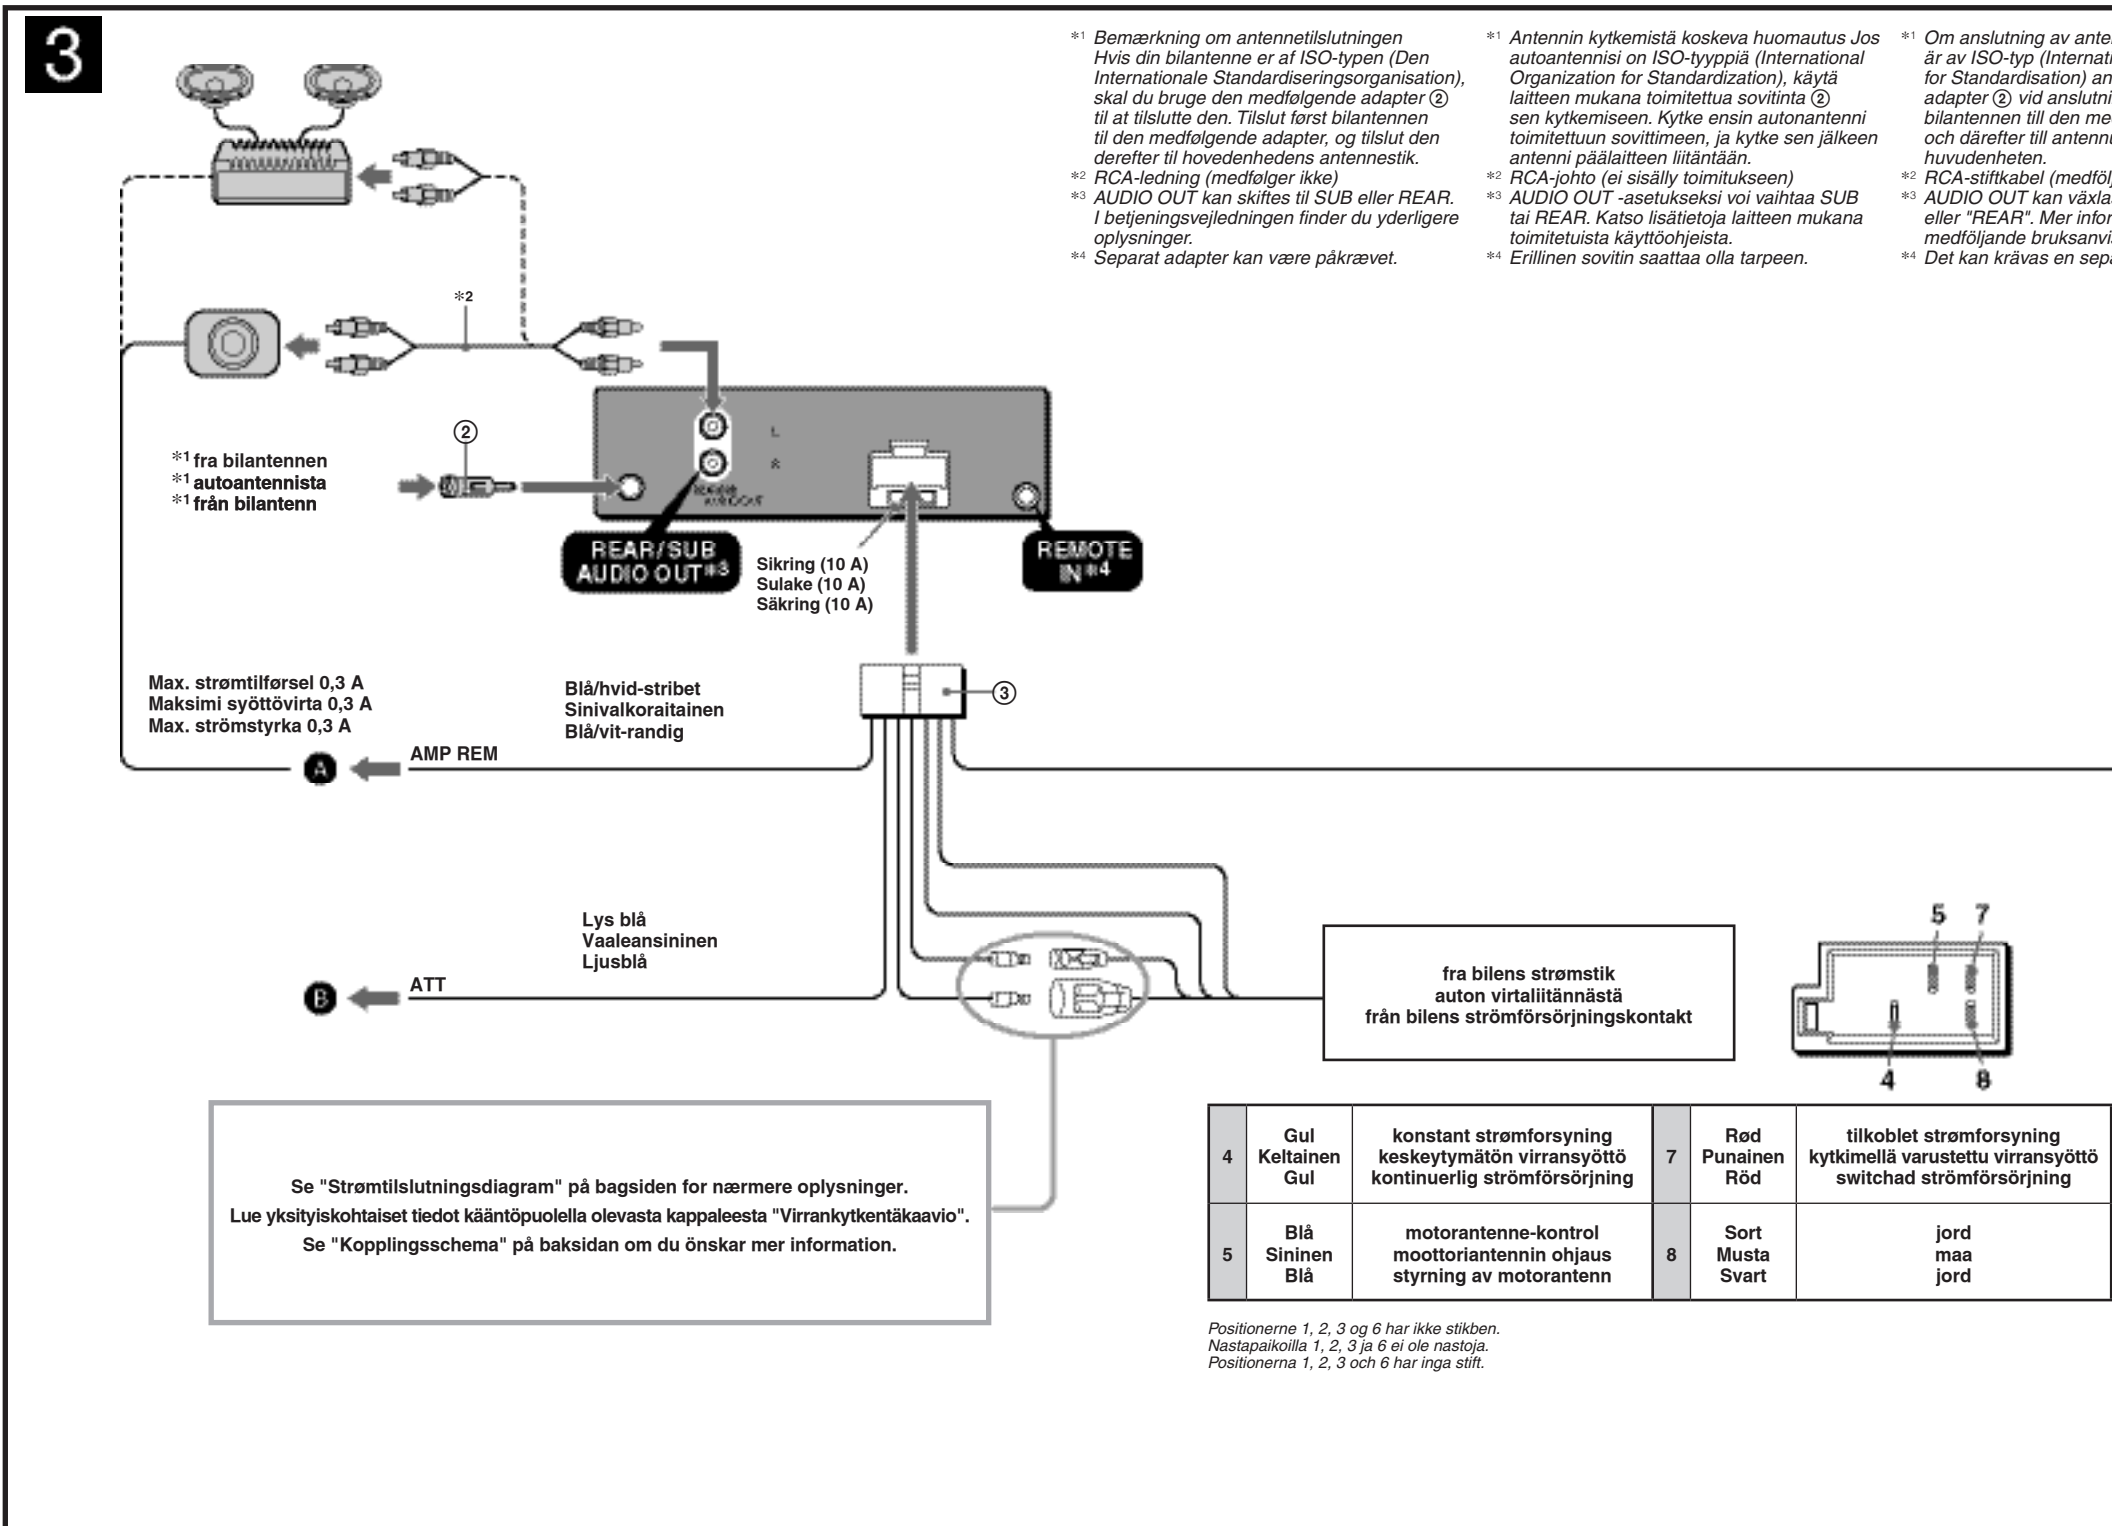 3
*1 Bemærkning om antennetilslutningen
Hvis din bilantenne er af ISO-typen (Den
Internationale Standardiseringsorganisation),
skal du bruge den medfølgende adapter ②
til at tilslutte den. Tilslut først bilantennen
til den medfølgende adapter, og tilslut den
derefter til hovedenhedens antennestik.
*2 RCA-ledning (medfølger ikke)
*3 AUDIO OUT kan skiftes til SUB eller REAR.
I betjeningsvejledningen finder du yderligere
oplysninger.
*4 Separat adapter kan være påkrævet.
*1 Antennin kytkemistä koskeva huomautus Jos
autoantennisi on ISO-tyyppiä (International
Organization for Standardization), käytä
laitteen mukana toimitettua sovitinta ②
sen kytkemiseen. Kytke ensin autonantenni
toimitettuun sovittimeen, ja kytke sen jälkeen
antenni päälaitteen liitäntään.
*2 RCA-johto (ei sisälly toimitukseen)
*3 AUDIO OUT -asetukseksi voi vaihtaa SUB
tai REAR. Katso lisätietoja laitteen mukana
toimitetuista käyttöohjeista.
*4 Erillinen sovitin saattaa olla tarpeen.
*1 Om anslutning av
är av ISO-typ
for Standardisation)
adapter ② vid
bilantennen till den
och därefter till
huvudenheten.
*2 RCA-stiftkabel
*3 AUDIO OUT kan
eller "REAR". Mer
medföljande
*4 Det kan krävas en
*2
②
*1 fra bilantennen
*1 autoantennista
*1 från bilantenn
L
R
REAR/SUB
AUDIO OUT*3
Sikring (10 A)
Sulake (10 A)
Säkring (10 A)
REMOTE
IN*4
Max. strømtilførsel 0,3 A
Maksimi syöttövirta 0,3 A
Max. strömstyrka 0,3 A
Blå/hvid-stribet
Sinivalkoraitainen
Blå/vit-randig
③
A
AMP REM
Lys blå
Vaaleansininen
Ljusblå
B
ATT
fra bilens strømstik
auton virtaliitännästä
från bilens strömförsörjningskontakt
5 7
4 8
Se "Strømtilslutningsdiagram" på bagsiden for nærmere oplysninger.
Lue yksityiskohtaiset tiedot kääntöpuolella olevasta kappaleesta "Virrankytkentäkaavio".
Se "Kopplingsschema" på baksidan om du önskar mer information.
4
Gul
Keltainen
Gul
konstant strømforsyning
keskeytymätön virransyöttö
kontinuerlig strömförsörjning
7
Rød
Punainen
Röd
tilkoblet strømforsyning
kytkimellä varustettu virransyöttö
switchad strömförsörjning
5
Blå
Sininen
Blå
motorantenne-kontrol
moottoriantennin ohjaus
styrning av motorantenn
8
Sort
Musta
Svart
jord
maa
jord
Positionerne 1, 2, 3 og 6 har ikke stikben.
Nastapaikoilla 1, 2, 3 ja 6 ei ole nastoja.
Positionerna 1, 2, 3 och 6 har inga stift.